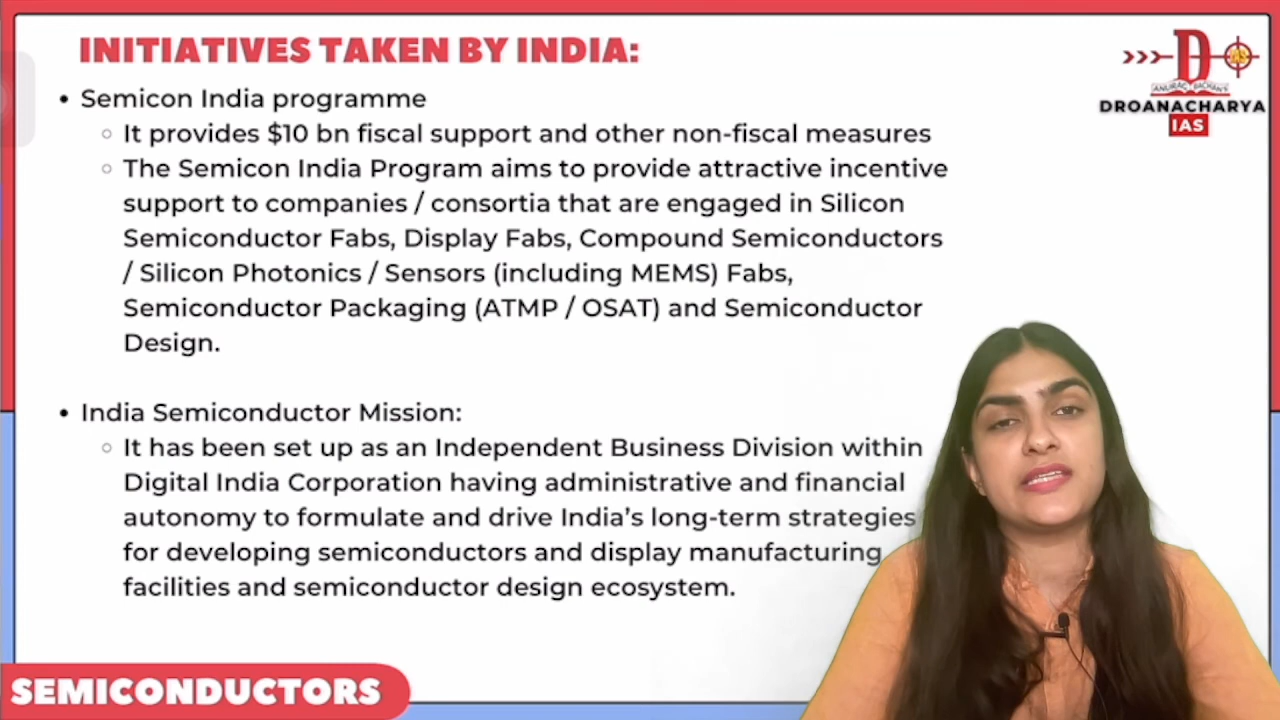 INITIATIVES TAKEN BY INDIA:
• Semicon India programme
○ It provides $10 bn fiscal support and other non-fiscal measures
○ The Semicon India Program aims to provide attractive incentive
support to companies / consortia that are engaged in Silicon
Semiconductor Fabs, Display Fabs, Compound Semiconductors
/ Silicon Photonics / Sensors (including MEMS) Fabs,
Semiconductor Packaging (ATMP / OSAT) and Semiconductor
Design.
• India Semiconductor Mission:
○ It has been set up as an Independent Business Division within
Digital India Corporation having administrative and financial
autonomy to formulate and drive India's long-term strategies
for developing semiconductors and display manufacturing
facilities and semiconductor design ecosystem.
D
IAS
ANURAG BACHAN'S
DROANACHARYA
IAS
SEMICONDUCTORS